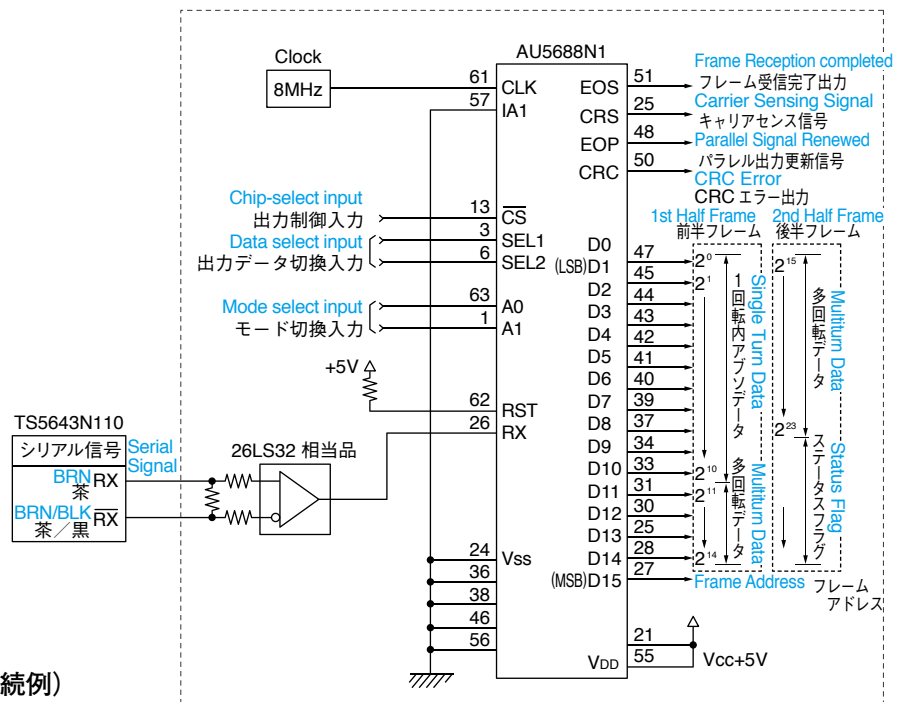 Clock
8MHz
AU5688N1
61
CLK
57
IA1
EOS
51
Frame Reception completed
フレーム受信完了出力
CRS
25
Carrier Sensing Signal
キャリアセンス信号
EOP
48
Parallel Signal Renewed
パラレル出力更新信号
CRC
50
CRC Error
CRC エラー出力
Chip-select input
出力制御入力
13
CS
Data select input
出力データ切換入力
3
SEL1
6
SEL2
Mode select input
モード切換入力
63
A0
1
A1
+5V
62
RST
26
RX
TS5643N110
シリアル信号
Serial
Signal
BRN
RX
茶
BRN/BLK
RX
茶／黒
26LS32 相当品
24
Vss
36
38
46
56
1st Half Frame
前半フレーム
2nd Half Frame
後半フレーム
D0
(LSB)D1
47
D2
45
D3
44
D4
43
D5
42
D6
41
D7
40
D8
39
D9
37
D10
34
D11
33
D12
31
D13
30
D14
25
(MSB)D15
28
27
2⁰
2¹
2¹⁰
2¹¹
2¹⁴
1回転内アブソデータ
Single Turn Data
多回転データ
Multiturn Data
2¹⁵
2²³
多回転データ
Multiturn Data
ステータスフラグ
Status Flag
Frame Address
フレーム
アドレス
21
VDD
55
Vcc+5V
続例）